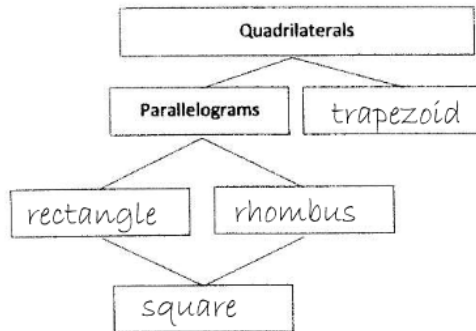 Quadrilaterals
Parallelograms
trapezoid
rectangle
rhombus
square